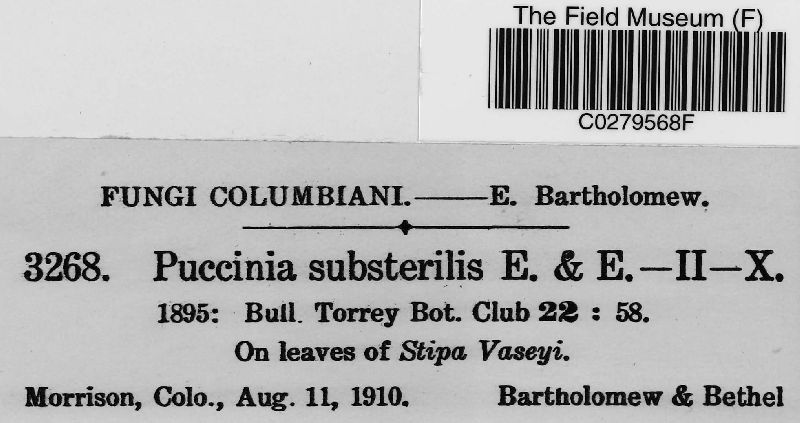 The Field Museum (F)
C0279568F
FUNGI COLUMBIANI.——E. Bartholomew.
3268. Puccinia substerilis E. & E.—II—X.
1895: Bull. Torrey Bot. Club 22 : 58.
On leaves of Stipa Vaseyi.
Morrison, Colo., Aug. 11, 1910. Bartholomew & Bethel